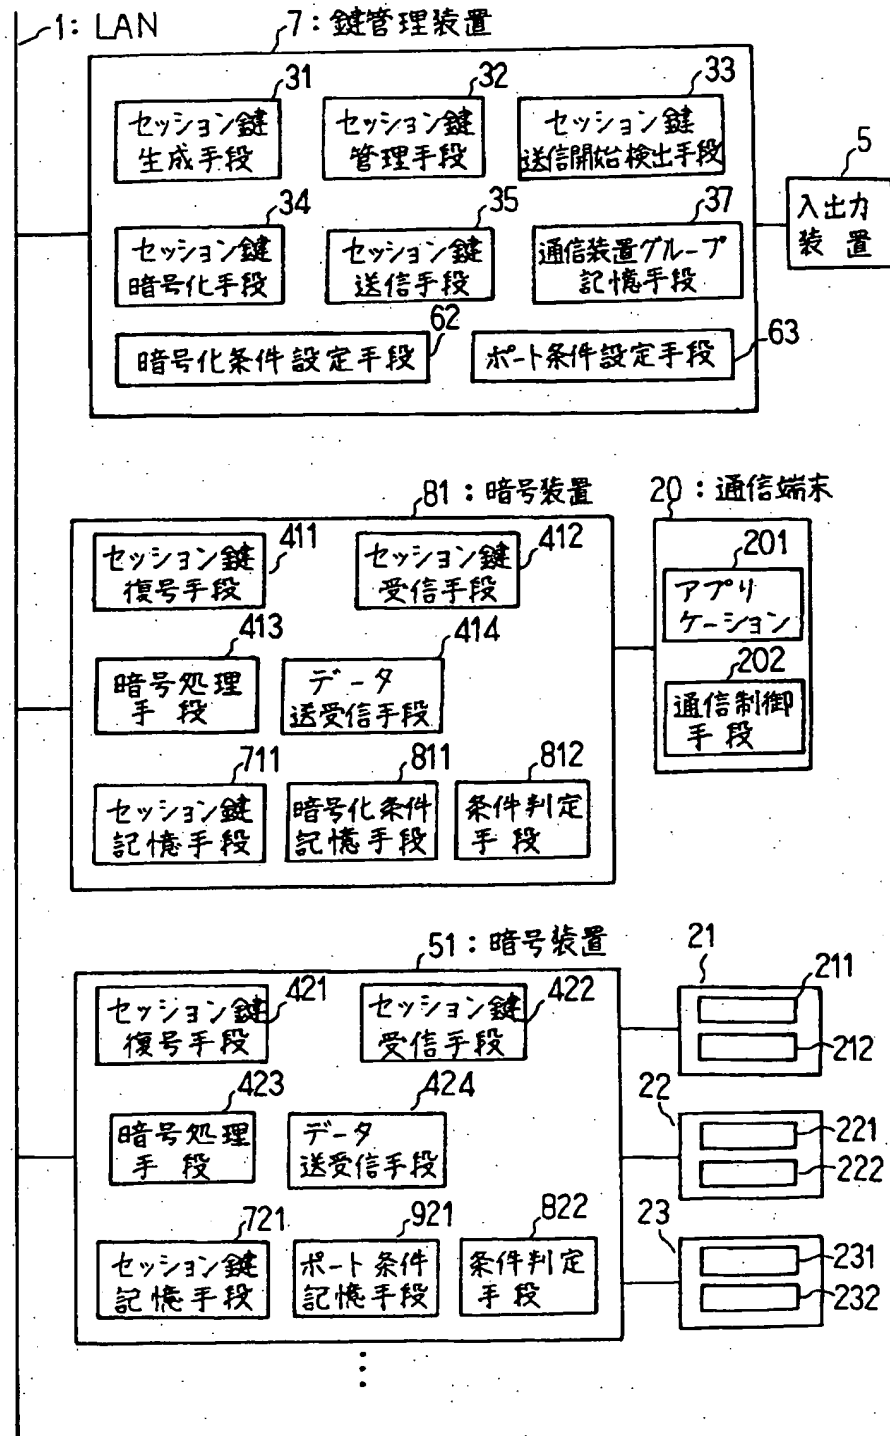 1: LAN
7:鍵管理装置
31
32
33
セッション鍵
生成手段
セッション鍵
管理手段
セッション鍵
送信開始検出手段
5
入出力
装置
34
35
37
セッション鍵
暗号化手段
セッション鍵
送信手段
通信装置グループ
記憶手段
62
63
暗号化条件設定手段
ポート条件設定手段
81:暗号装置
20:通信端末
411
412
セッション鍵
復号手段
セッション鍵
受信手段
201
アプリ
ケーション
413
414
暗号処理
手段
データ
送受信手段
202
通信制御
手段
711
811
812
セッション鍵
記憶手段
暗号化条件
記憶手段
条件判定
手段
51:暗号装置
21
211
212
421
422
セッション鍵
復号手段
セッション鍵
受信手段
423
424
暗号処理
手段
データ
送受信手段
22
221
222
721
921
822
セッション鍵
記憶手段
ポート条件
記憶手段
条件判定
手段
23
231
232